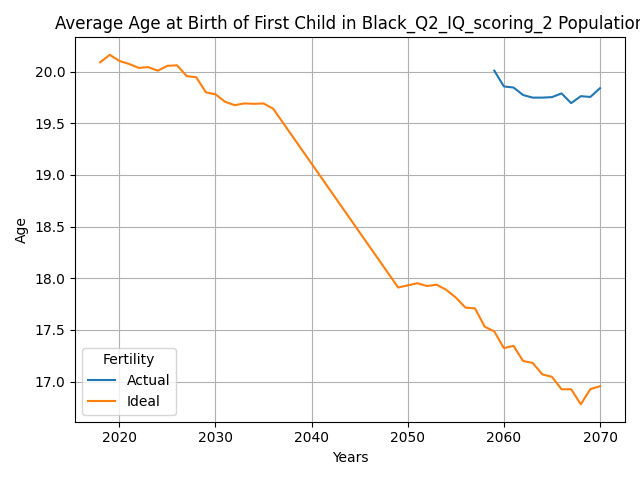 Average Age at Birth of First Child in Black_Q2_IQ_scoring_2 Population
20.0
19.5
19.0
18.5
18.0
17.5
17.0
Age
Fertility
Actual
Ideal
2020 2030 2040 2050 2060 2070
Years